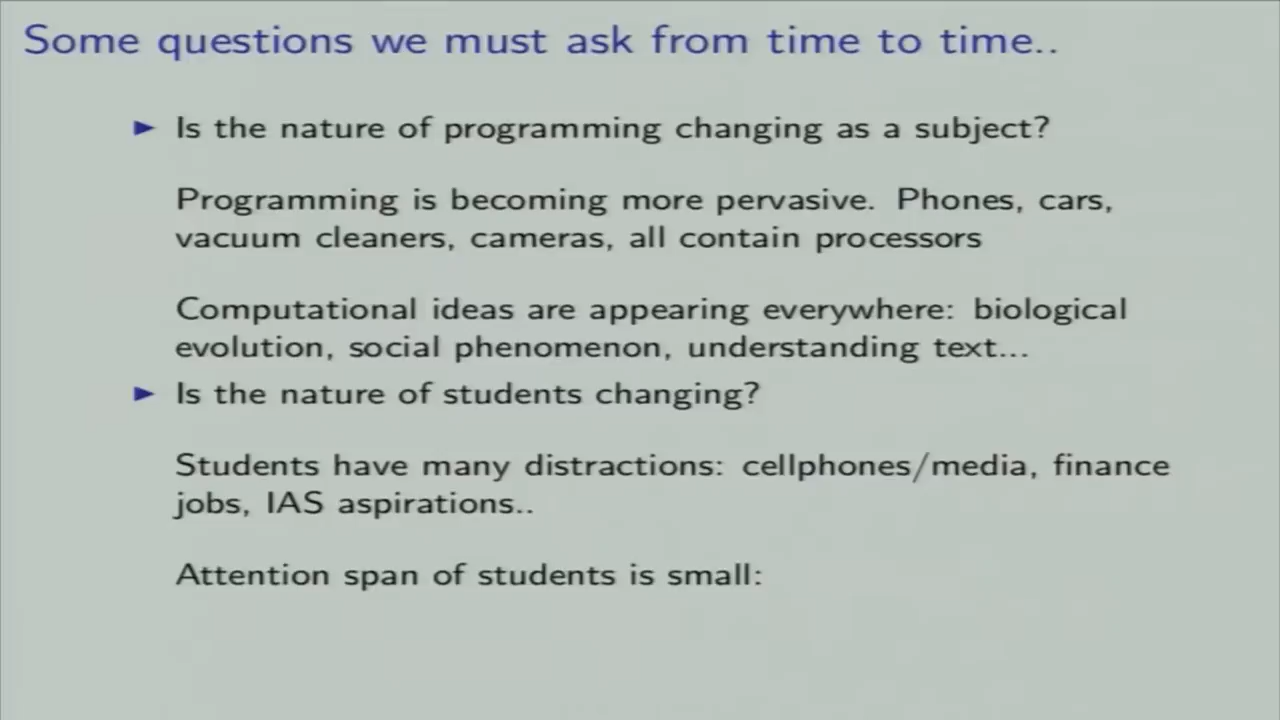 Some questions we must ask from time to time..
► Is the nature of programming changing as a subject?
Programming is becoming more pervasive. Phones, cars,
vacuum cleaners, cameras, all contain processors
Computational ideas are appearing everywhere: biological
evolution, social phenomenon, understanding text...
► Is the nature of students changing?
Students have many distractions: cellphones/media, finance
jobs, IAS aspirations..
Attention span of students is small: